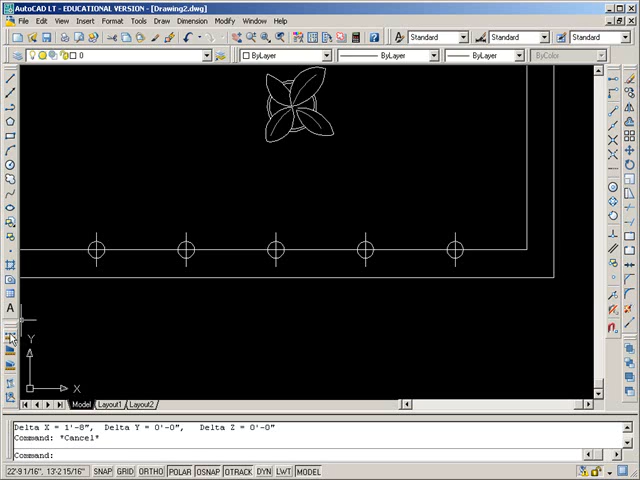 AutoCAD LT - EDUCATIONAL VERSION - [Drawing2.dwg]
File Edit View Insert Format Tools Draw Dimension Modify Window Help
Standard Standard Standard
0 ByLayer ByLayer ByLayer ByColor
A
Y
X
Model Layout1 Layout2
Delta X = 1'-8", Delta Y = 0'-0", Delta Z = 0'-0"
Command: *Cancel*
Command:
22'-9 1/16", 13'-2 15/16" SNAP GRID ORTHO POLAR OSNAP OTRACK DYN LWT MODEL